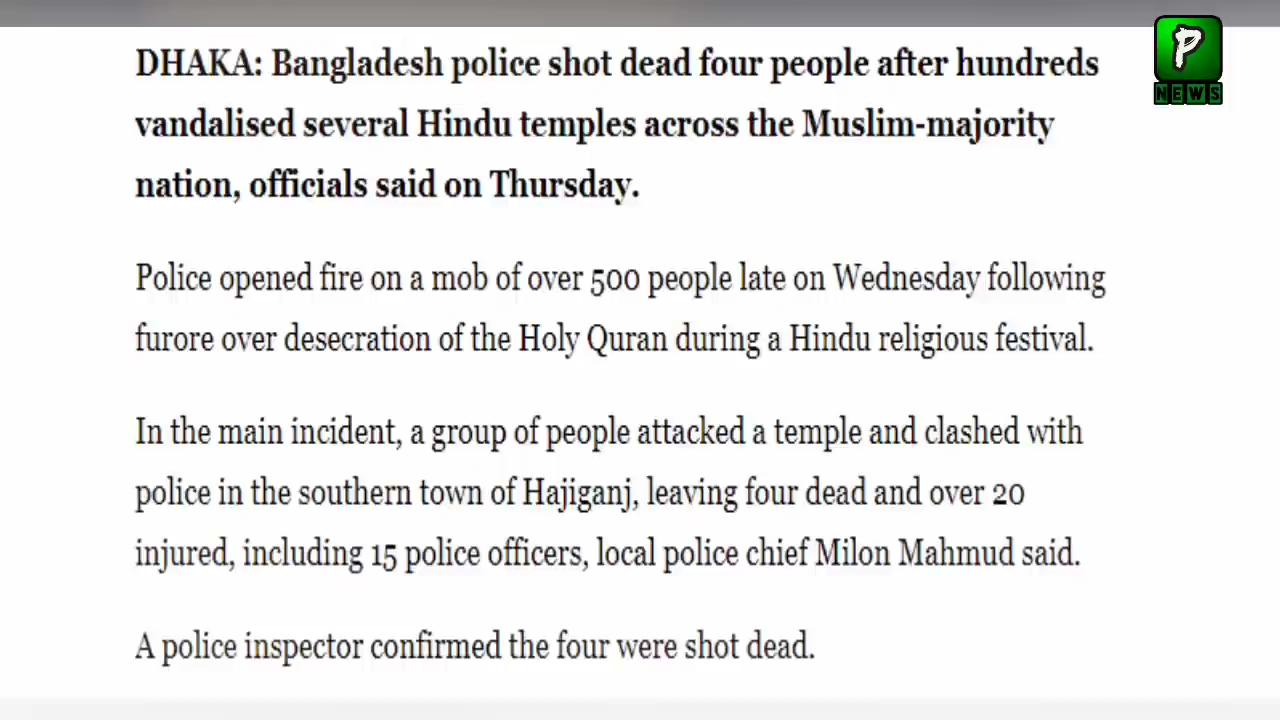 DHAKA: Bangladesh police shot dead four people after hundreds
vandalised several Hindu temples across the Muslim-majority
nation, officials said on Thursday.
Police opened fire on a mob of over 500 people late on Wednesday following
furore over desecration of the Holy Quran during a Hindu religious festival.
In the main incident, a group of people attacked a temple and clashed with
police in the southern town of Hajiganj, leaving four dead and over 20
injured, including 15 police officers, local police chief Milon Mahmud said.
A police inspector confirmed the four were shot dead.
P
NEWS